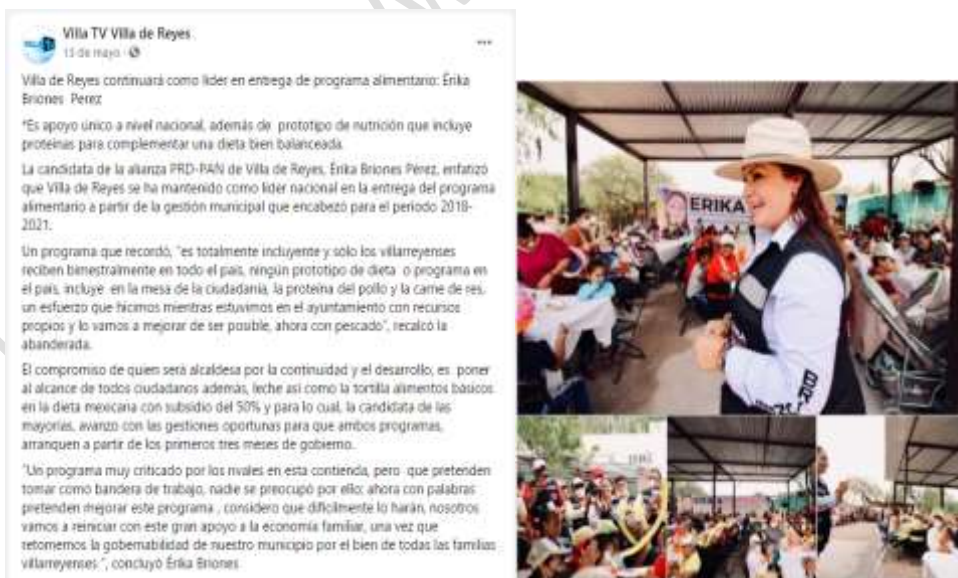 Villa TV Villa de Reyes
13 de mayo
Villa de Reyes continuará como líder en entrega de programa alimentario: Érika
Briones Perez
*Es apoyo único a nivel nacional, además de prototipo de nutrición que incluye
proteínas para complementar una dieta bien balanceada.
La candidata de la alianza PRD-PAN de Villa de Reyes, Érika Briones Pérez, enfatizó
que Villa de Reyes se ha mantenido como líder nacional en la entrega del programa
alimentario a partir de la gestión municipal que encabezó para el periodo 2018-
2021.
Un programa que recordó, "es totalmente incluyente y sólo los villarreyenses
reciben bimestralmente en todo el país, ningún prototipo de dieta o programa en
el país, incluye en la mesa de la ciudadanía, la proteína del pollo y la carne de res,
un esfuerzo que hicimos mientras estuvimos en el ayuntamiento con recursos
propios y lo vamos a mejorar de ser posible, ahora con pescado", recalcó la
abanderada.
El compromiso de quien será alcaldesa por la continuidad y el desarrollo, es poner
al alcance de todos ciudadanos además, leche así como la tortilla alimentos básicos
en la dieta mexicana con subsidio del 50% y para lo cual, la candidata de las
mayorías, avanzo con las gestiones oportunas para que ambos programas,
arranquen a partir de los primeros tres meses de gobierno.
"Un programa muy criticado por los rivales en esta contienda, pero que pretenden
tomar como bandera de trabajo, nadie se preocupó por ello; ahora con palabras
pretenden mejorar este programa , considero que difícilmente lo harán, nosotros
vamos a reiniciar con este gran apoyo a la economía familiar, una vez que
retomemos la gobernabilidad de nuestro municipio por el bien de todas las familias
villarreyenses ", concluyó Érika Briones
ERIKA